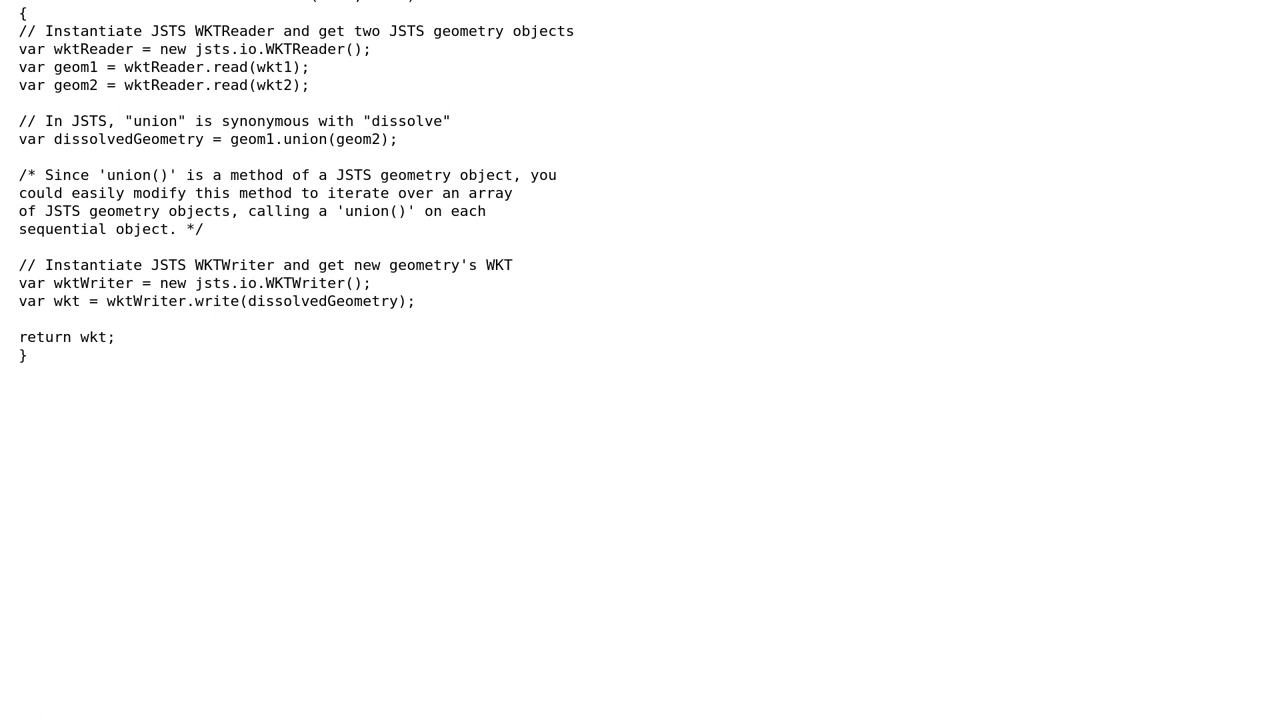 {
// Instantiate JSTS WKTReader and get two JSTS geometry objects
var wktReader = new jsts.io.WKTReader();
var geom1 = wktReader.read(wkt1);
var geom2 = wktReader.read(wkt2);

// In JSTS, "union" is synonymous with "dissolve"
var dissolvedGeometry = geom1.union(geom2);

/* Since 'union()' is a method of a JSTS geometry object, you
could easily modify this method to iterate over an array
of JSTS geometry objects, calling a 'union()' on each
sequential object. */

// Instantiate JSTS WKTWriter and get new geometry's WKT
var wktWriter = new jsts.io.WKTWriter();
var wkt = wktWriter.write(dissolvedGeometry);

return wkt;
}